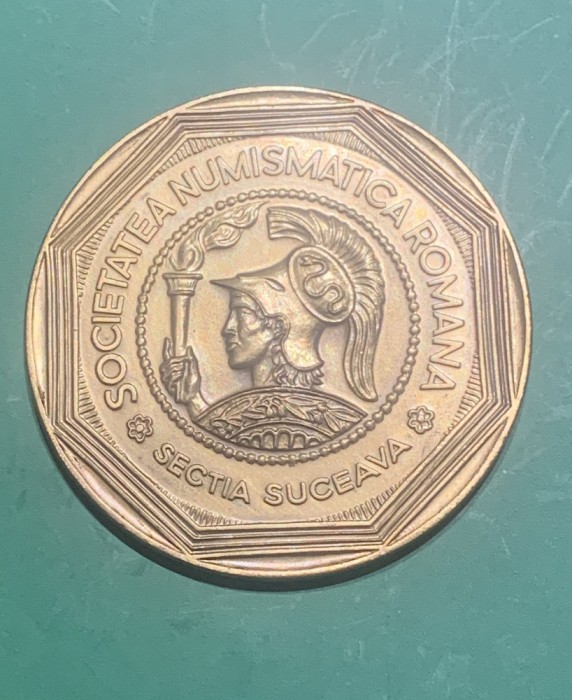 SOCIETATEA NUMISMATICA ROMANA
SECTIA SUCEAVA